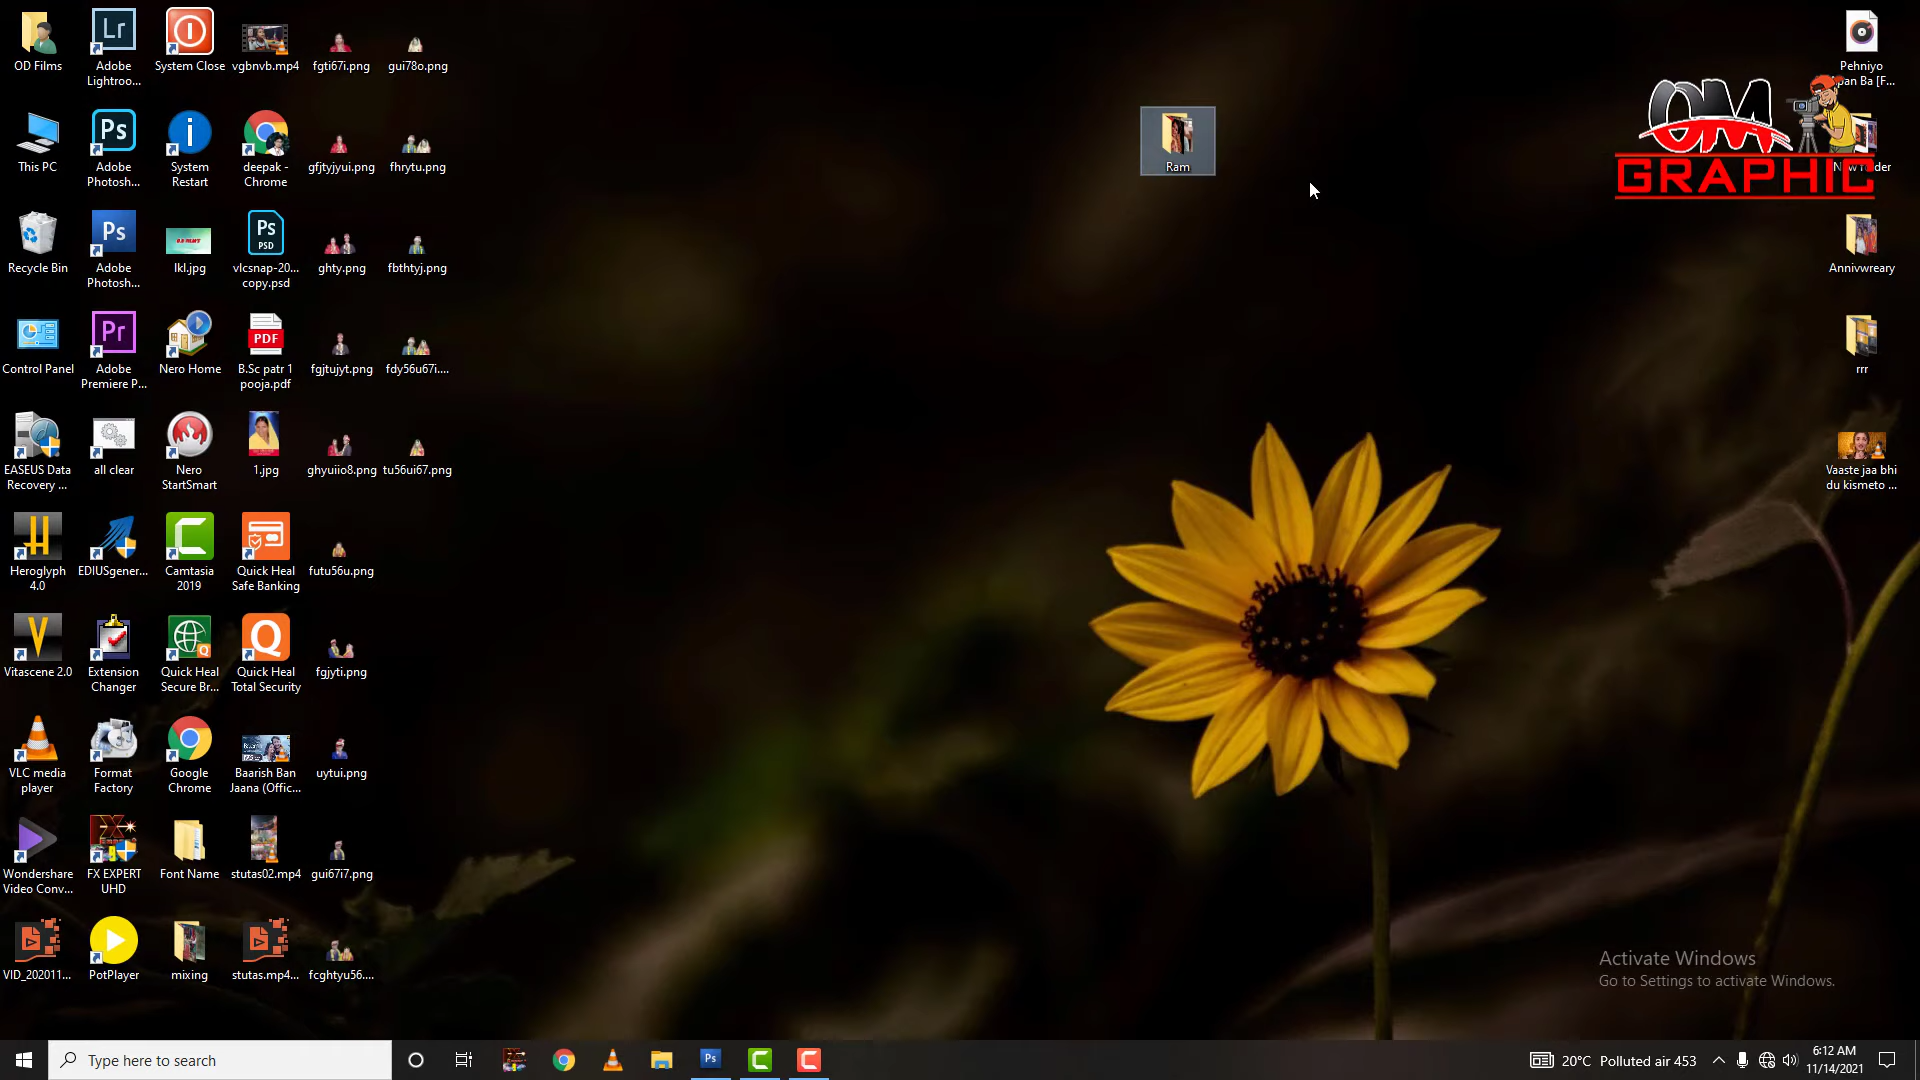 OD Films
Adobe
Lightroo...
System Close
vgbnvb.mp4
fgti67i.png
gui78o.png
This PC
Adobe
Photosh...
System
Restart
deepak -
Chrome
gfjtyjyui.png
fhrytu.png
Recycle Bin
Adobe
Photosh...
lkl.jpg
vlcsnap-20...
copy.psd
ghty.png
fbthtyj.png
Control Panel
Adobe
Premiere P...
Nero Home
PDF
B.Sc patr 1
pooja.pdf
fgjtujyt.png
fdy56u67i....
EASEUS Data
Recovery ...
all clear
Nero
StartSmart
1.jpg
ghyuiio8.png
tu56ui67.png
Heroglyph
4.0
EDIUSgener...
Camtasia
2019
Quick Heal
Safe Banking
futu56u.png
Vitascene 2.0
Extension
Changer
Quick Heal
Secure Br...
Quick Heal
Total Security
fgjyti.png
VLC media
player
Format
Factory
Google
Chrome
Baarish Ban
Jaana (Offic...
uytui.png
Wondershare
Video Conv...
FX EXPERT
UHD
Font Name
stutas02.mp4
gui67i7.png
VID_202011...
PotPlayer
mixing
stutas.mp4...
fcghtyu56....
Ram
Pehniyo
OM
GRAPHIC
Annivwreary
rrr
Vaaste jaa bhi
du kismeto ...
Activate Windows
Go to Settings to activate Windows.
Type here to search
20°C Polluted air 453
6:12 AM
11/14/2021